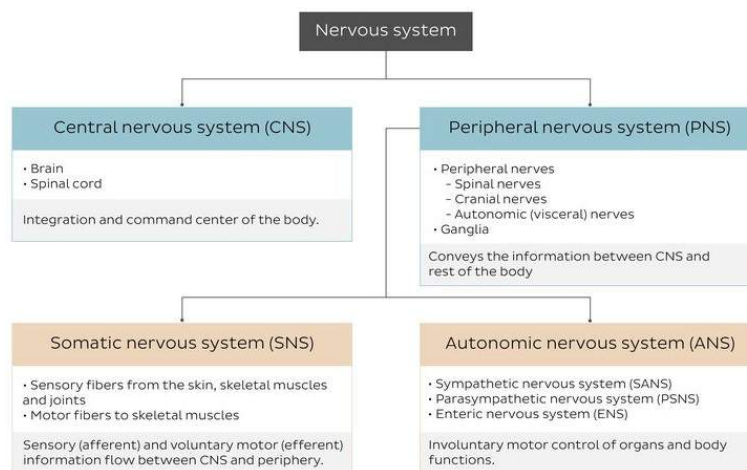 Nervous system
Central nervous system (CNS)
• Brain
• Spinal cord
Integration and command center of the body.
Peripheral nervous system (PNS)
• Peripheral nerves
- Spinal nerves
- Cranial nerves
- Autonomic (visceral) nerves
• Ganglia
Conveys the information between CNS and
rest of the body
Somatic nervous system (SNS)
• Sensory fibers from the skin, skeletal muscles
and joints
• Motor fibers to skeletal muscles
Sensory (afferent) and voluntary motor (efferent)
information flow between CNS and periphery.
Autonomic nervous system (ANS)
• Sympathetic nervous system (SANS)
• Parasympathetic nervous system (PSNS)
• Enteric nervous system (ENS)
Involuntary motor control of organs and body
functions.